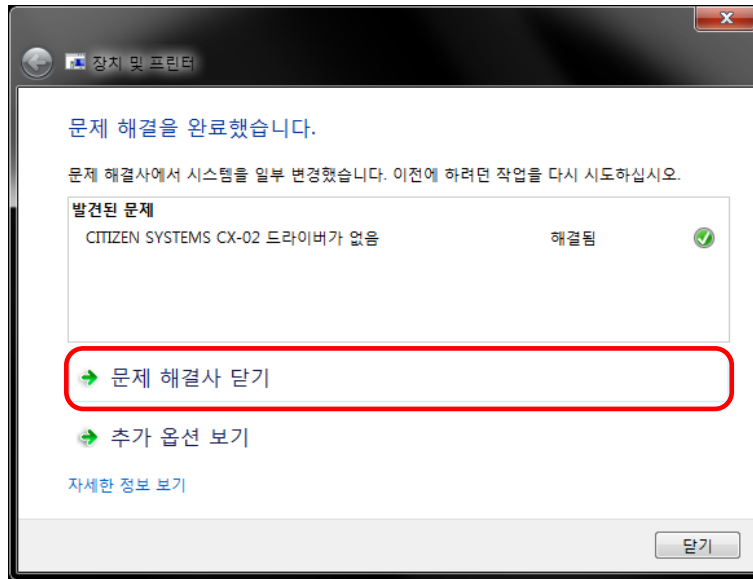 장치 및 프린터
문제 해결을 완료했습니다.
문제 해결사에서 시스템을 일부 변경했습니다. 이전에 하려던 작업을 다시 시도하십시오.
발견된 문제
CITIZEN SYSTEMS CX-02 드라이버가 없음 해결됨
문제 해결사 닫기
추가 옵션 보기
자세한 정보 보기
닫기